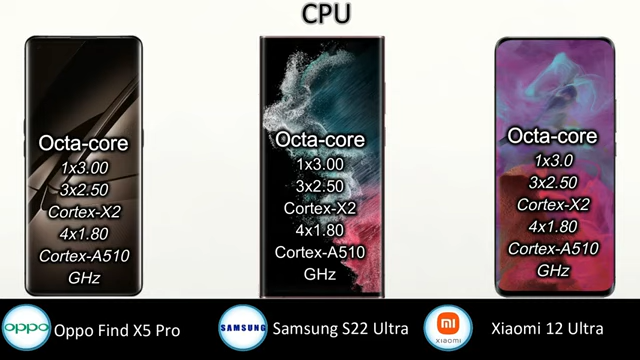 CPU
Octa-core
1x3.00
3x2.50
Cortex-X2
4x1.80
Cortex-A510
GHz
Octa-core
1x3.00
3x2.50
Cortex-X2
4x1.80
Cortex-A510
GHz
Octa-core
1x3.0
3x2.50
Cortex-X2
4x1.80
Cortex-A510
GHz
oppo Oppo Find X5 Pro
SAMSUNG Samsung S22 Ultra
mi xiaomi Xiaomi 12 Ultra